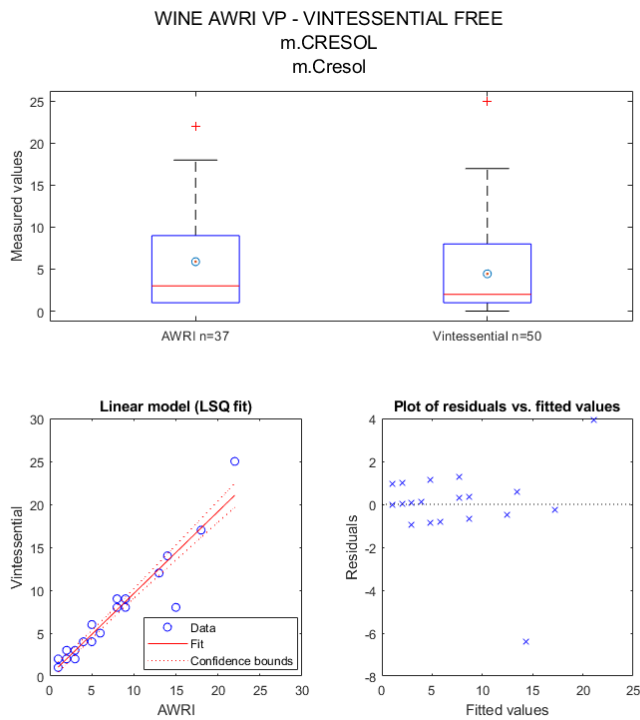 WINE AWRI VP - VINTESSENTIAL FREE
m.CRESOL
m.Cresol
25
20
15
10
5
0
Measured values
AWRI n=37
Vintessential n=50
Linear model (LSQ fit)
30
25
20
15
10
5
0
Vintessential
0 5 10 15 20 25 30
AWRI
Data
Fit
Confidence bounds
Plot of residuals vs. fitted values
4
2
0
-2
-4
-6
-8
Residuals
0 5 10 15 20 25
Fitted values